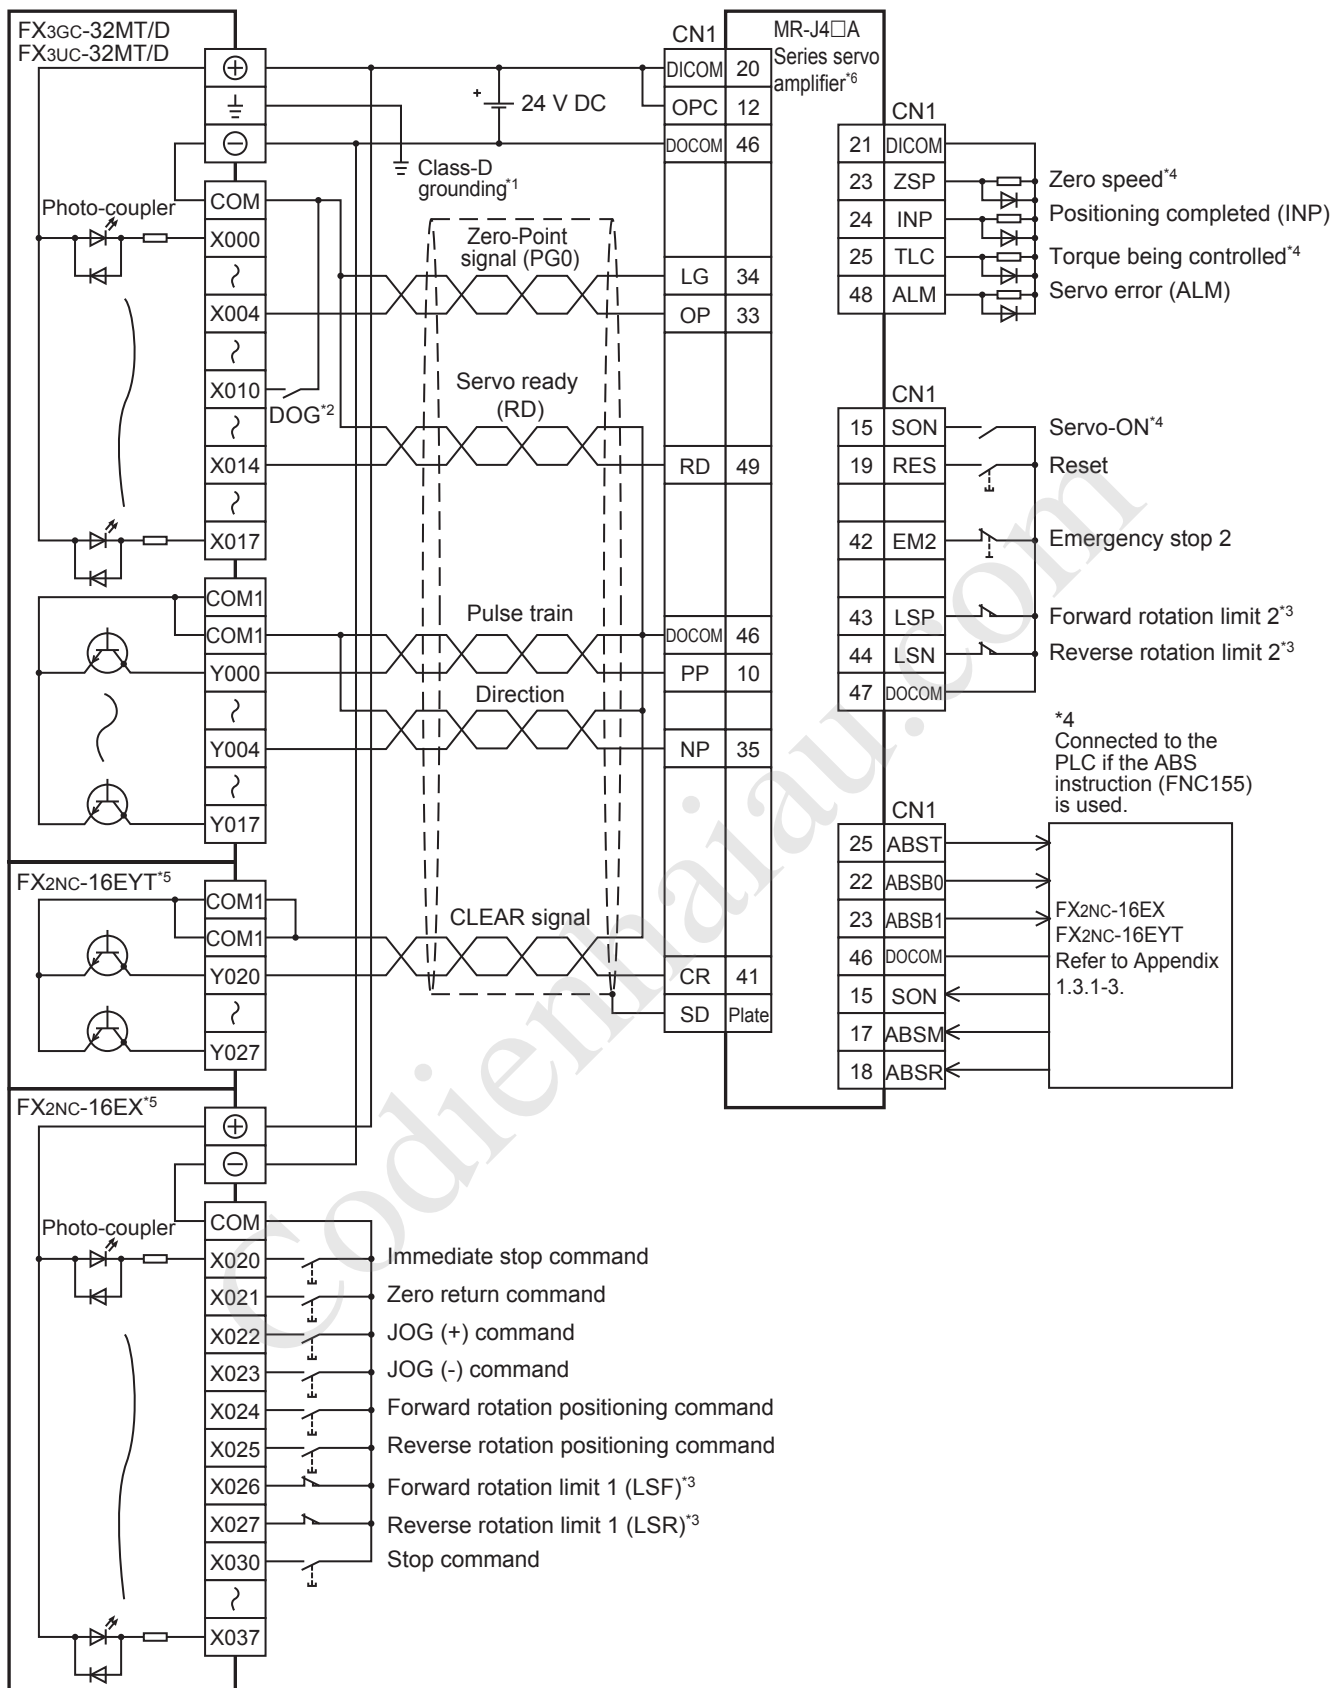 FX3GC-32MT/D
FX3UC-32MT/D
COM
Photo-coupler
X000
X004
X010
DOG*2
X014
X017
COM1
COM1
Y000
Y004
Y017
24 V DC
Class-D
grounding*1
Zero-Point
signal (PG0)
Servo ready
(RD)
Pulse train
Direction
CLEAR signal
CN1
DICOM 20
OPC 12
DOCOM 46
LG 34
OP 33
RD 49
DOCOM 46
PP 10
NP 35
CR 41
SD Plate
MR-J4□A
Series servo
amplifier*6
CN1
21 DICOM
23 ZSP Zero speed*4
24 INP Positioning completed (INP)
25 TLC Torque being controlled*4
48 ALM Servo error (ALM)
CN1
15 SON Servo-ON*4
19 RES Reset
42 EM2 Emergency stop 2
43 LSP Forward rotation limit 2*3
44 LSN Reverse rotation limit 2*3
47 DOCOM
*4
Connected to the
PLC if the ABS
instruction (FNC155)
is used.
CN1
25 ABST
22 ABSB0
23 ABSB1
46 DOCOM
15 SON
17 ABSM
18 ABSR
FX2NC-16EX
FX2NC-16EYT
Refer to Appendix
1.3.1-3.
FX2NC-16EYT*5
COM1
COM1
Y020
Y027
FX2NC-16EX*5
COM
Photo-coupler
X020 Immediate stop command
X021 Zero return command
X022 JOG (+) command
X023 JOG (-) command
X024 Forward rotation positioning command
X025 Reverse rotation positioning command
X026 Forward rotation limit 1 (LSF)*3
X027 Reverse rotation limit 1 (LSR)*3
X030 Stop command
X037
Codienhaiau.com